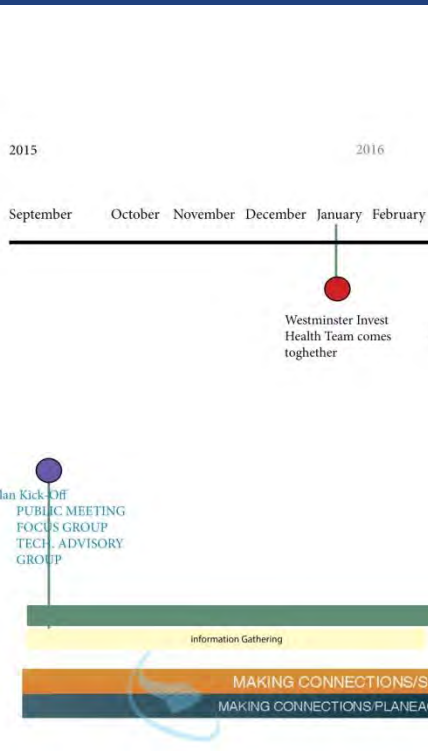 2015 2016
September October November December January February
Westminster Invest
Health Team comes
toghether
lan Kick-Off
PUBLIC MEETING
FOCUS GROUP
TECH. ADVISORY
GROUP
information Gathering
MAKING CONNECTIONS/S
MAKING CONNECTIONS/PLANEA